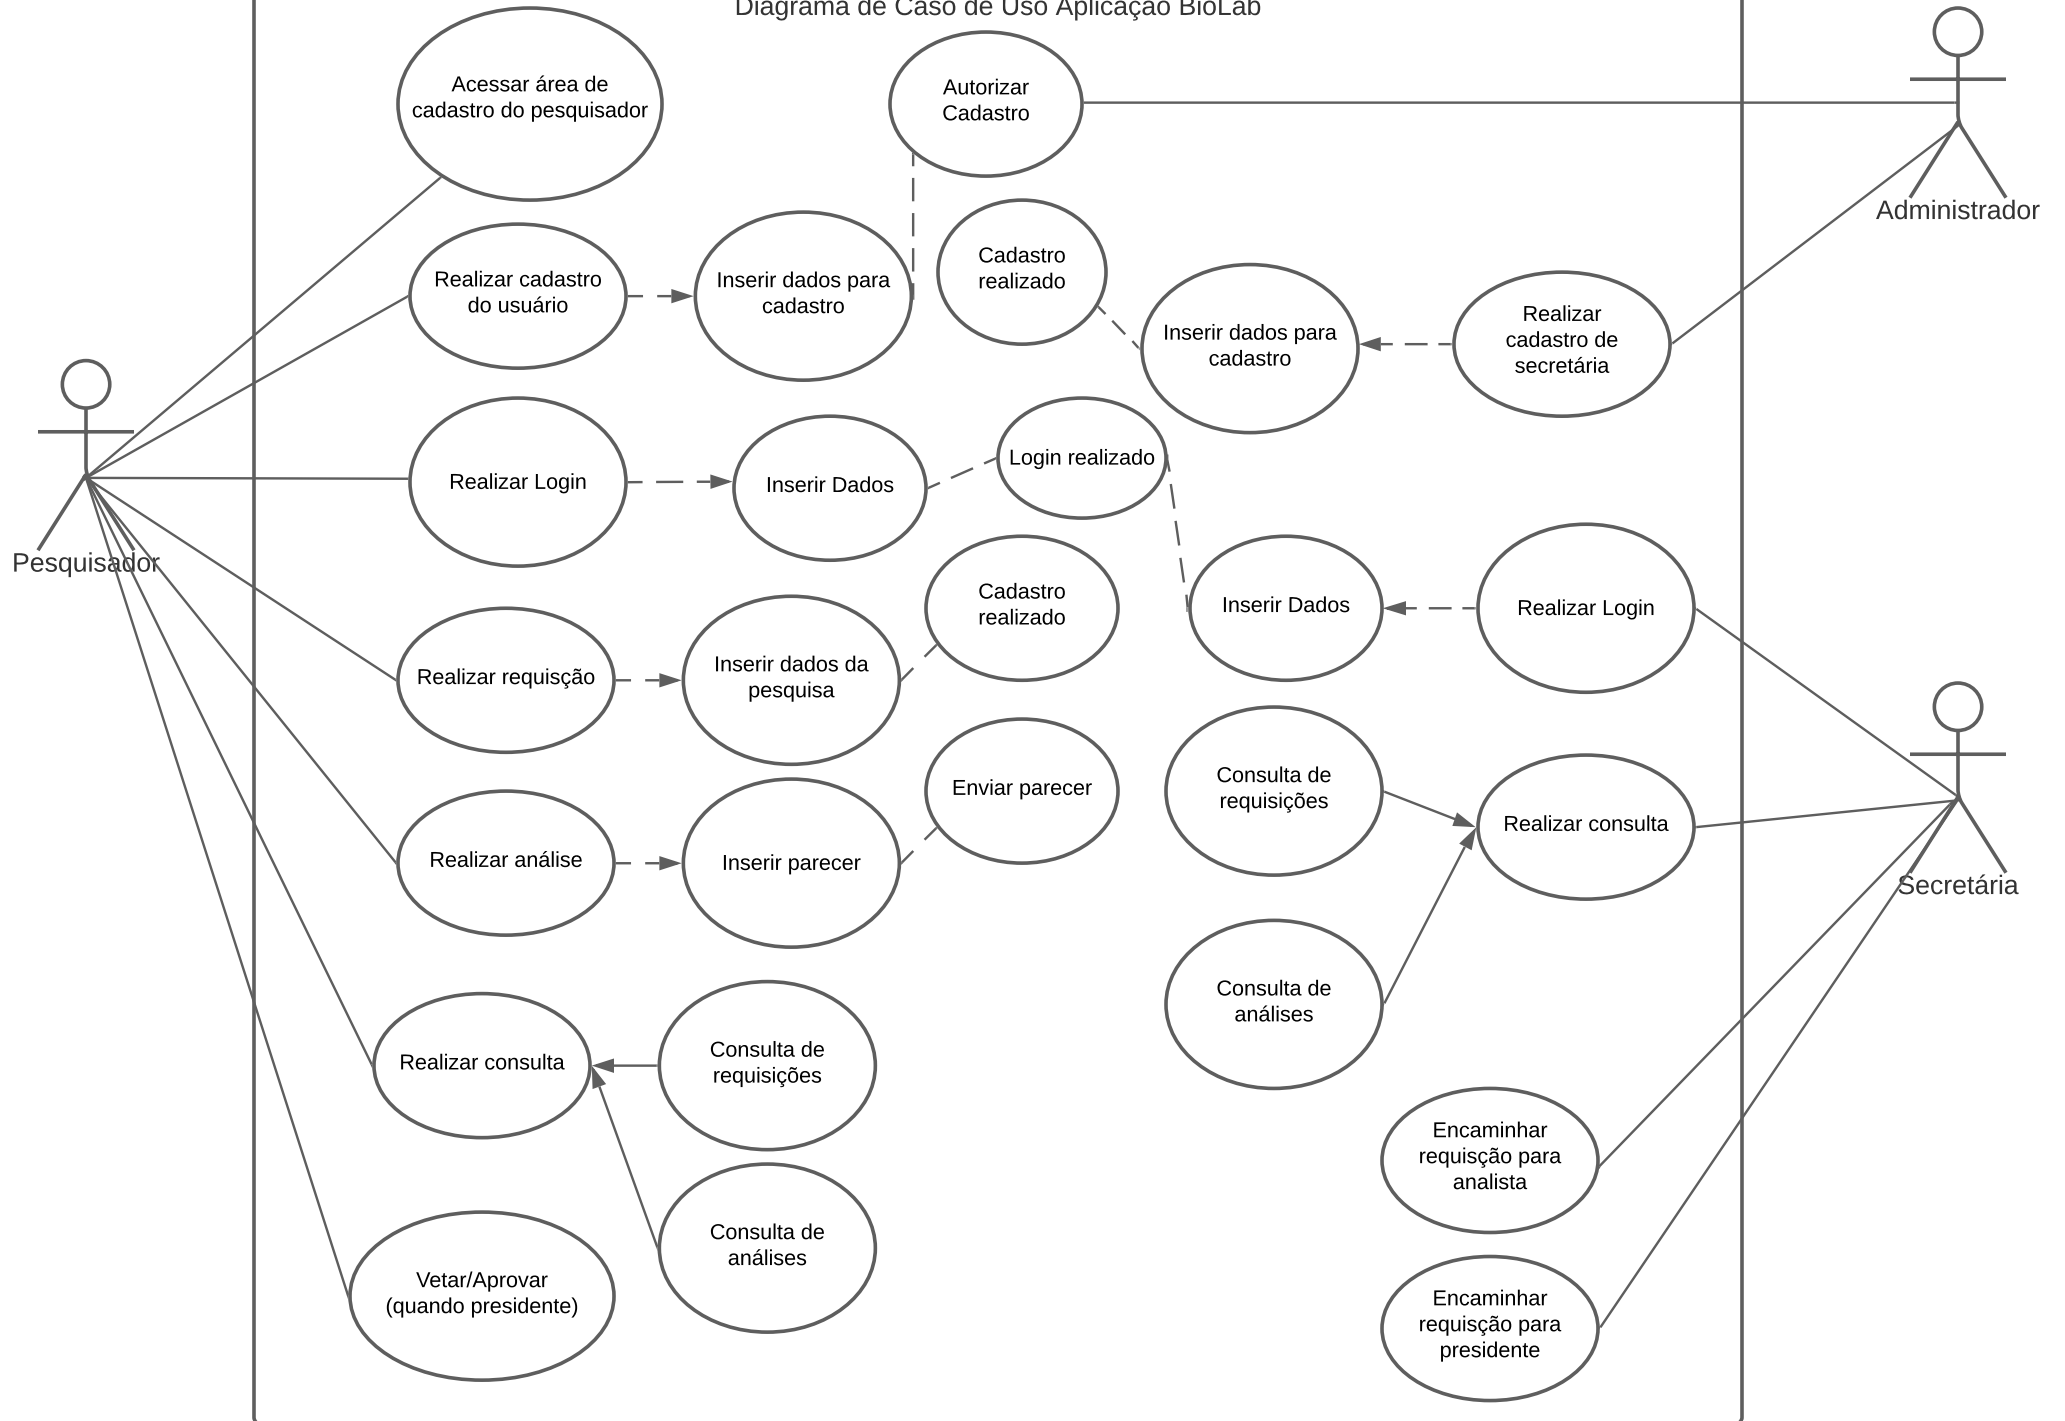 Diagrama de Caso de Uso Aplicação BioLab
Acessar área de
cadastro do pesquisador
Autorizar
Cadastro
Administrador
Realizar cadastro
do usuário
Inserir dados para
cadastro
Cadastro
realizado
Inserir dados para
cadastro
Realizar
cadastro de
secretária
Pesquisador
Realizar Login
Inserir Dados
Login realizado
Inserir Dados
Realizar Login
Realizar requisção
Inserir dados da
pesquisa
Cadastro
realizado
Realizar análise
Inserir parecer
Enviar parecer
Consulta de
requisições
Realizar consulta
Secretária
Consulta de
análises
Realizar consulta
Consulta de
requisições
Consulta de
análises
Vetar/Aprovar
(quando presidente)
Encaminhar
requisção para
analista
Encaminhar
requisção para
presidente